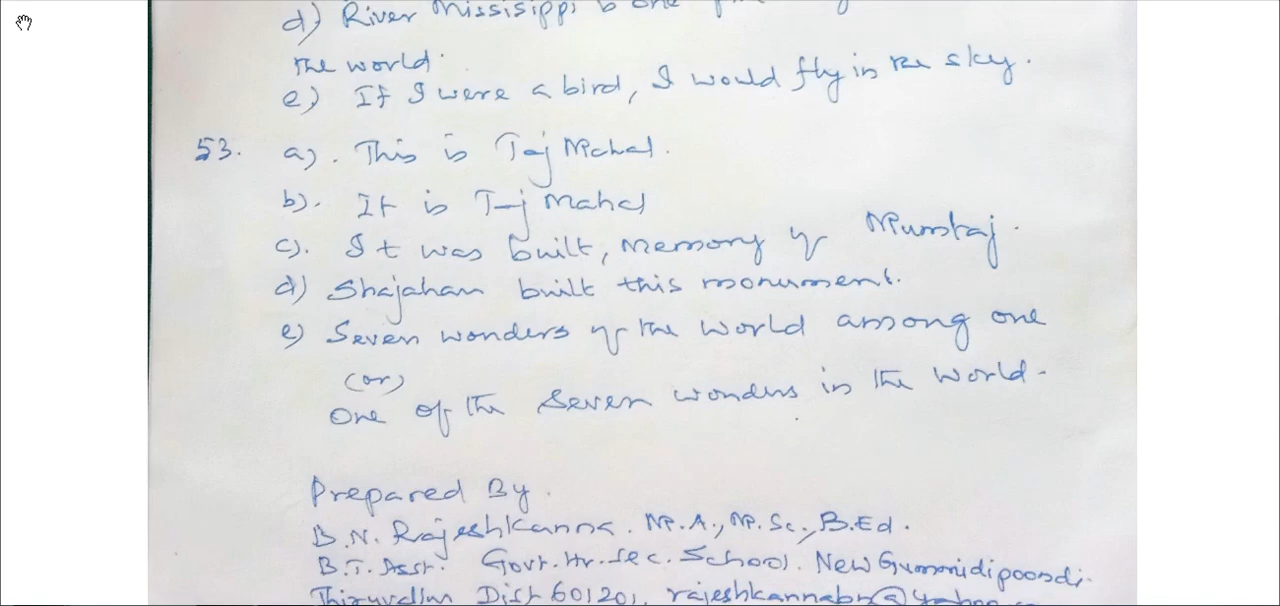 d) River Missisippi is one
the world.
e) If I were a bird, I would fly in the sky.
53. a). This is Taj Mahal.
b). It is Taj Mahal
c). It was built, memory of Mumtaj.
d) Shajahan built this monument.
e) Seven wonders of the world among one
(or)
One of the Seven wonders in the world.
Prepared By.
B.N. Rajeshkanna. M.A., M.Sc., B.Ed.
B.T. Asst. Govt. Hr. Sec. School. New Gummidipoondi.
Thiruvallur Dist 601201.